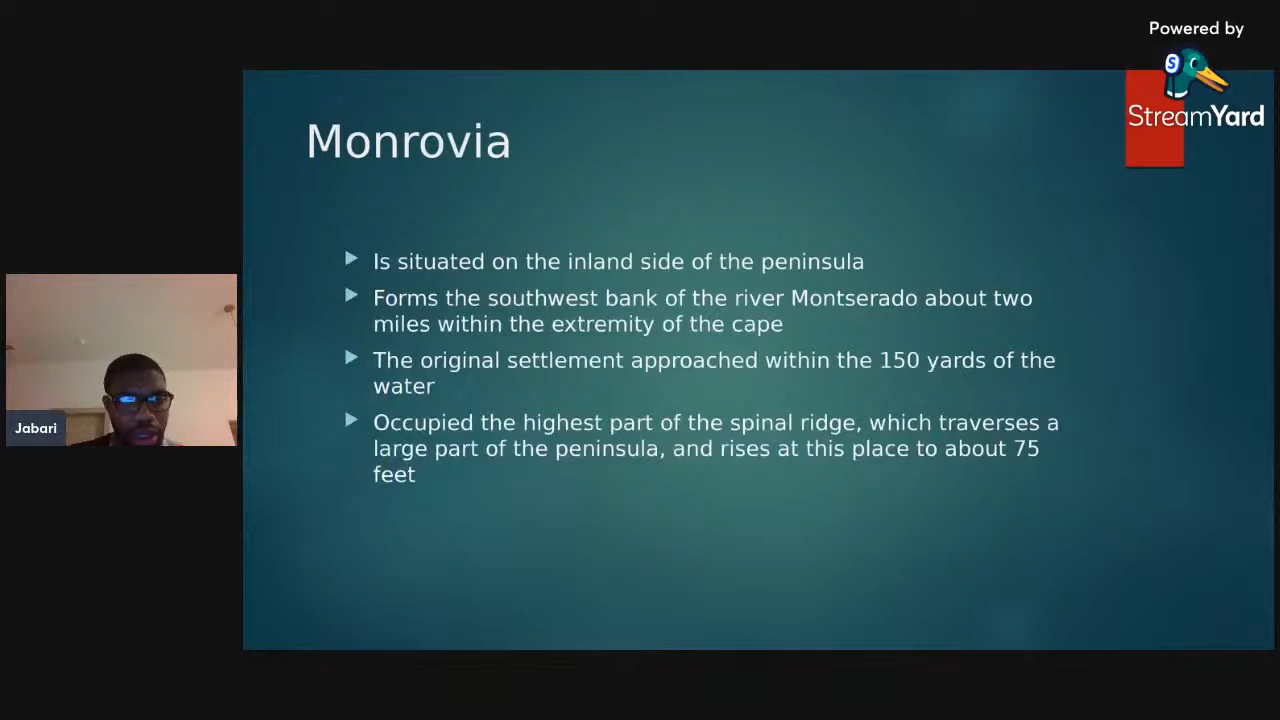 Powered by
S
StreamYard
Monrovia
Is situated on the inland side of the peninsula
Forms the southwest bank of the river Montserado about two
miles within the extremity of the cape
The original settlement approached within the 150 yards of the
water
Occupied the highest part of the spinal ridge, which traverses a
large part of the peninsula, and rises at this place to about 75
feet
Jabari